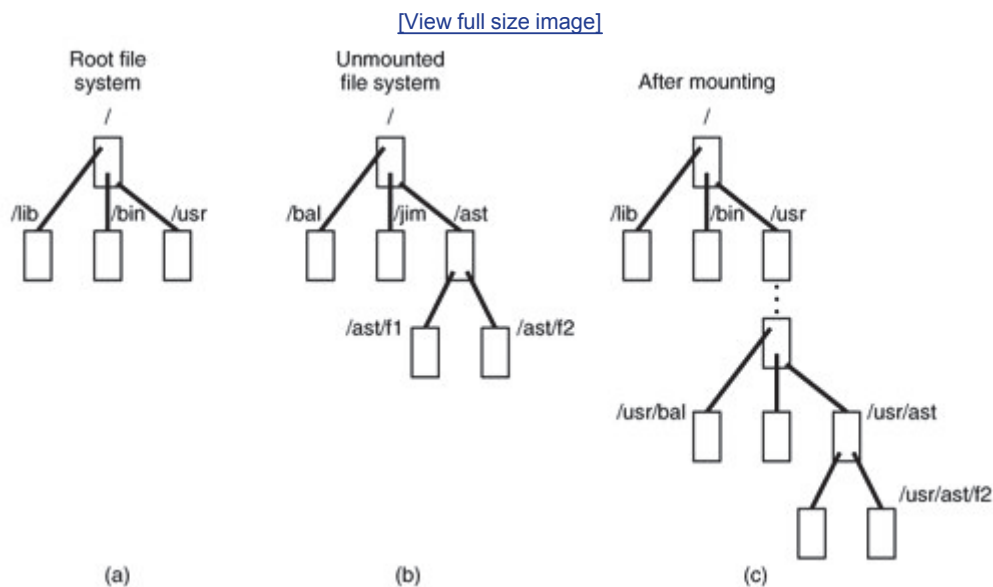 [View full size image]
Root file
system
/
/lib
/bin
/usr
(a)
Unmounted
file system
/
/bal
/jim
/ast
/ast/f1
/ast/f2
(b)
After mounting
/
/lib
/bin
/usr
/usr/bal
/usr/ast
/usr/ast/f2
(c)